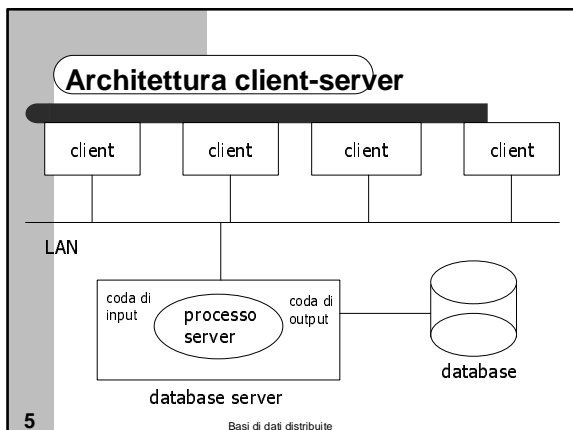 Architettura client-server
client client client client
LAN
coda di input
processo server
coda di output
database
database server
5
Basi di dati distribuite